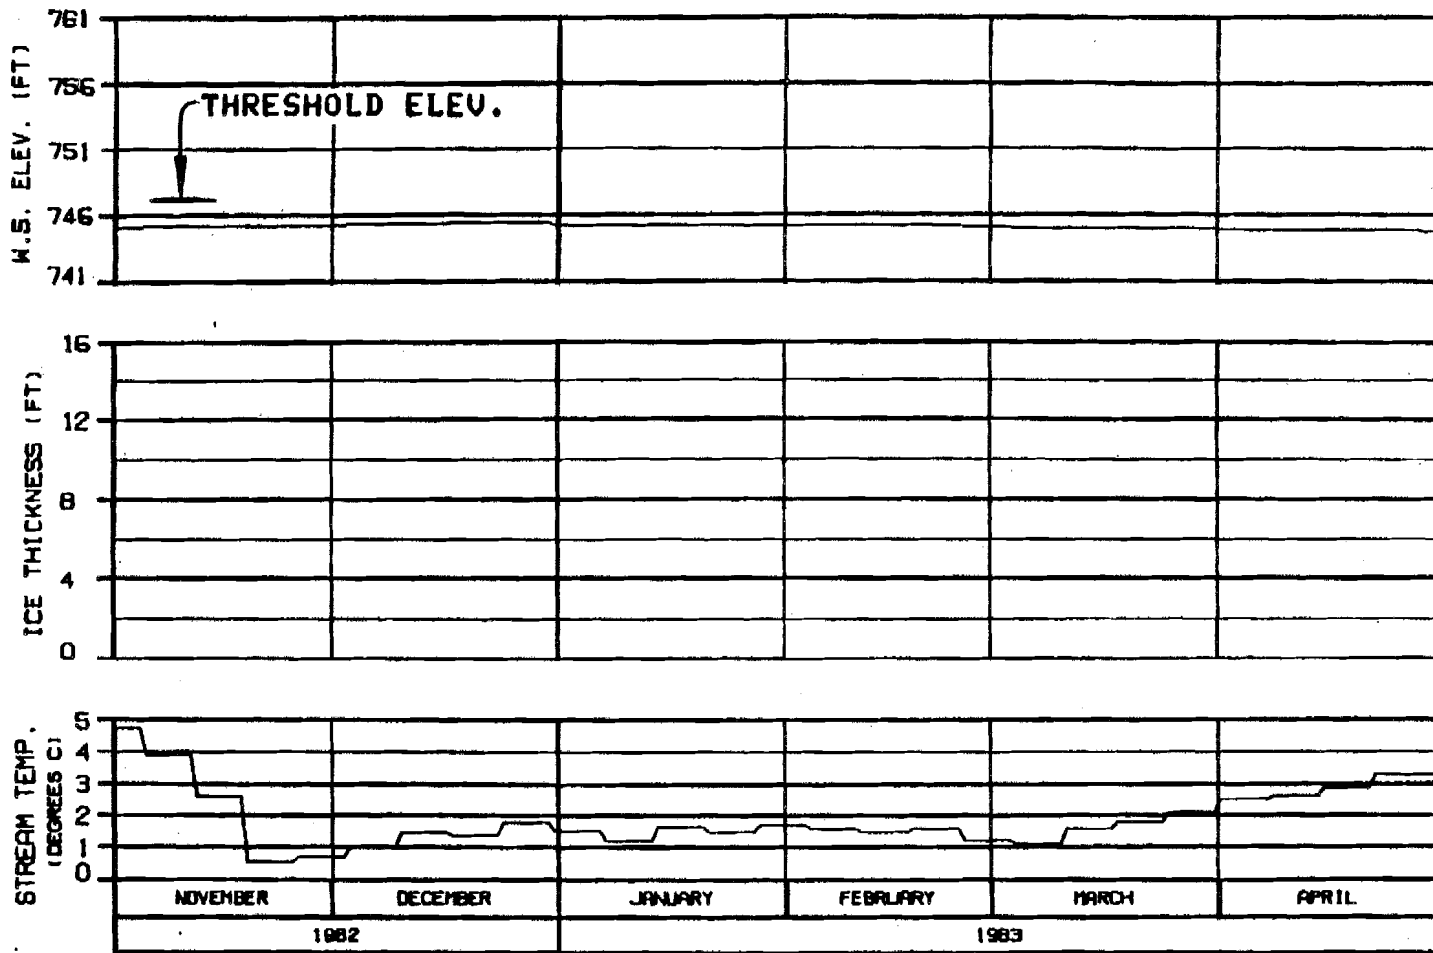 761
756
THRESHOLD ELEV.
751
746
741
W.S. ELEV. (FT)
16
12
8
4
0
ICE THICKNESS (FT)
5
4
3
2
1
0
STREAM TEMP.
(DEGREES C)
NOVEMBER DECEMBER JANUARY FEBRUARY MARCH APRIL
1982 1983